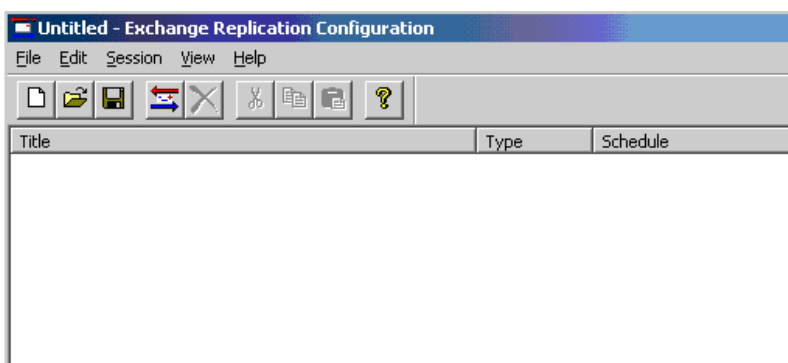 Untitled - Exchange Replication Configuration
File Edit Session View Help
?
Title Type Schedule